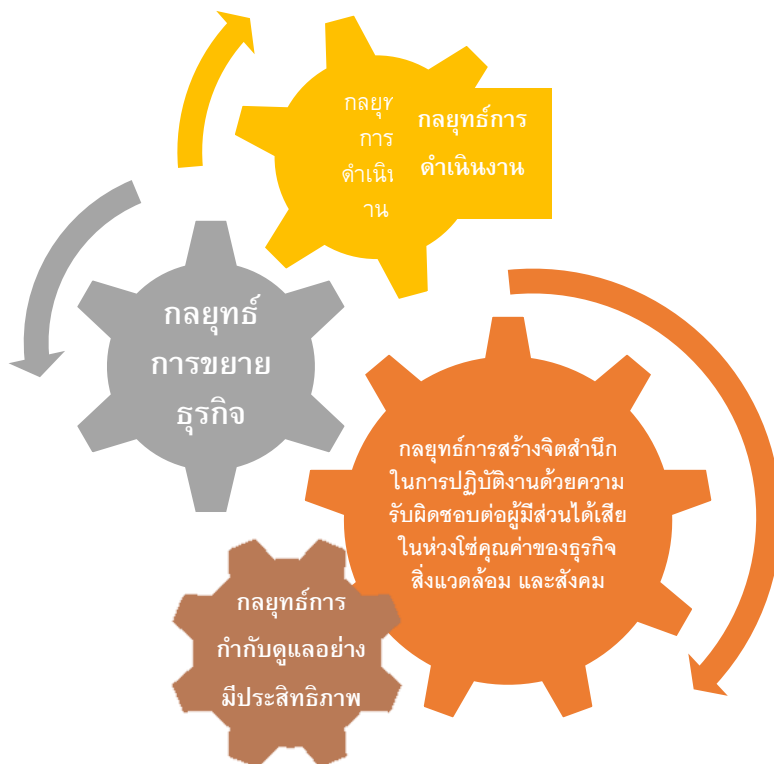 กลยุท
การ
ดำเนิน
าน
กลยุทธ์การ
ดำเนินงาน
กลยุทธ์
การขยาย
ธุรกิจ
กลยุทธ์การสร้างจิตสำนึก
ในการปฏิบัติงานด้วยความ
รับผิดชอบต่อผู้มีส่วนได้เสีย
ในห่วงโซ่คุณค่าของธุรกิจ
สิ่งแวดล้อม และสังคม
กลยุทธ์การ
กำกับดูแลอย่าง
มีประสิทธิภาพ